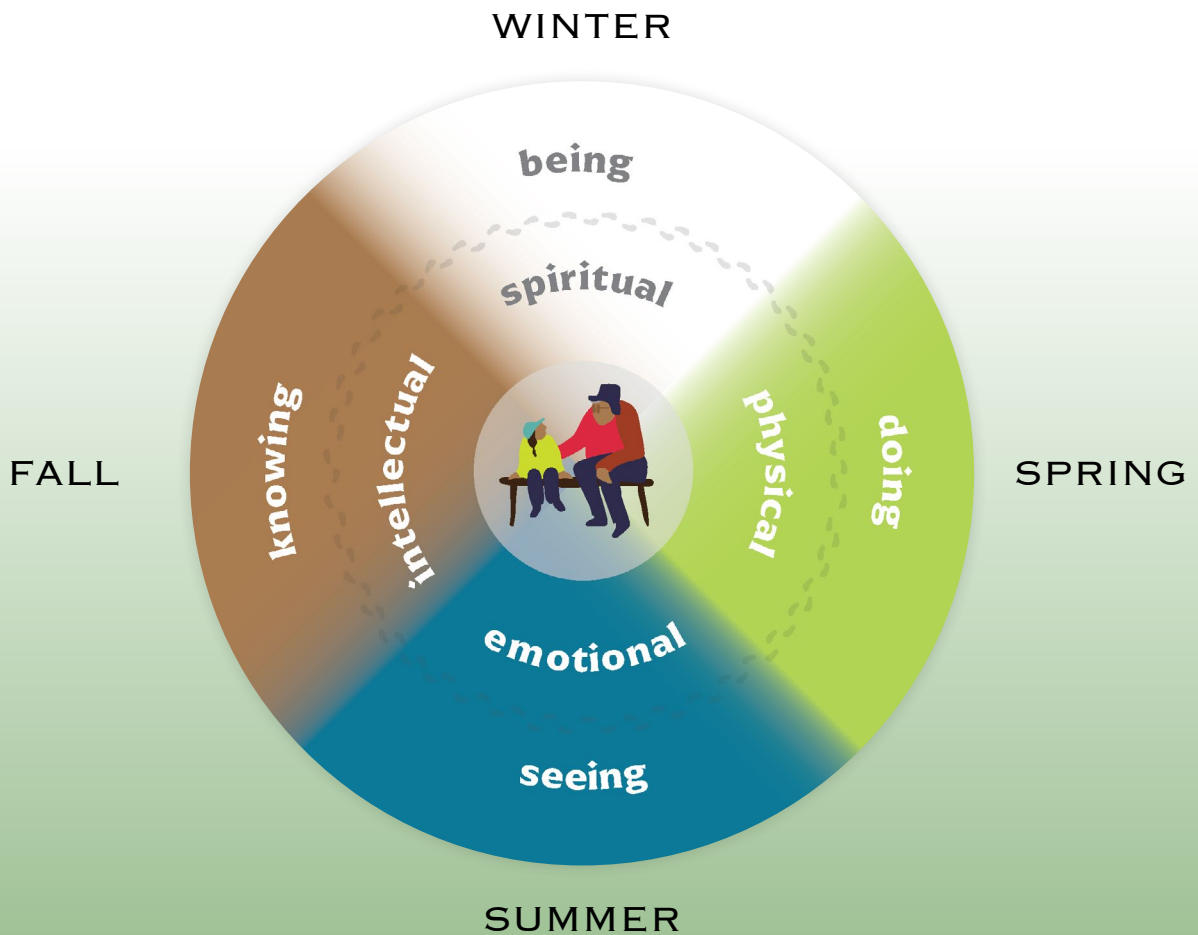 WINTER
being
spiritual
knowing
intellectual
physical
doing
FALL
SPRING
emotional
seeing
SUMMER